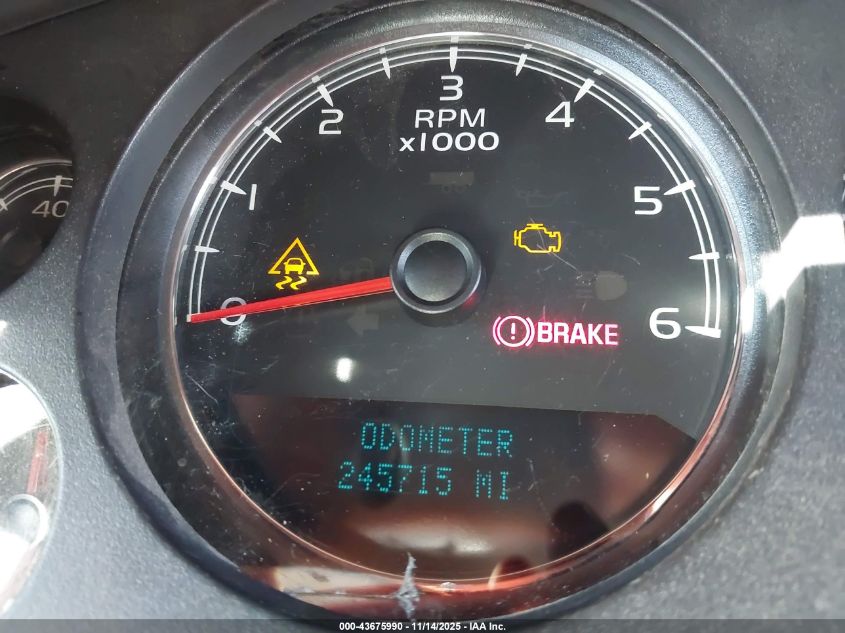 3
2
4
RPM
x1000
1
5
40
0
6
BRAKE
ODOMETER
245715 MI
000-43675990 - 11/14/2025 - IAA Inc.